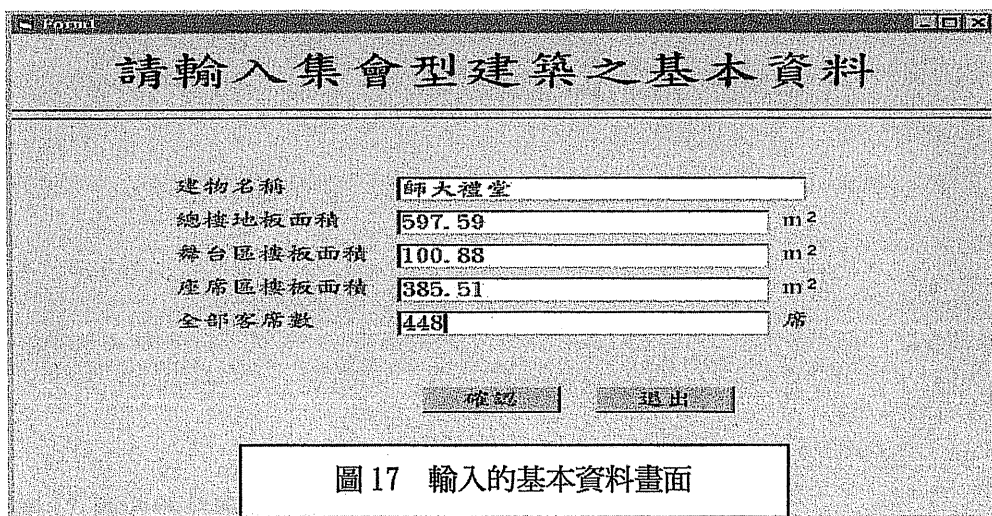 Form1
請輸入集會型建築之基本資料
建物名稱 師大禮堂
總樓地板面積 597.59 m²
舞台區樓板面積 100.88 m²
座席區樓板面積 385.51 m²
全部客席數 448 席
確認 退出
圖17 輸入的基本資料畫面